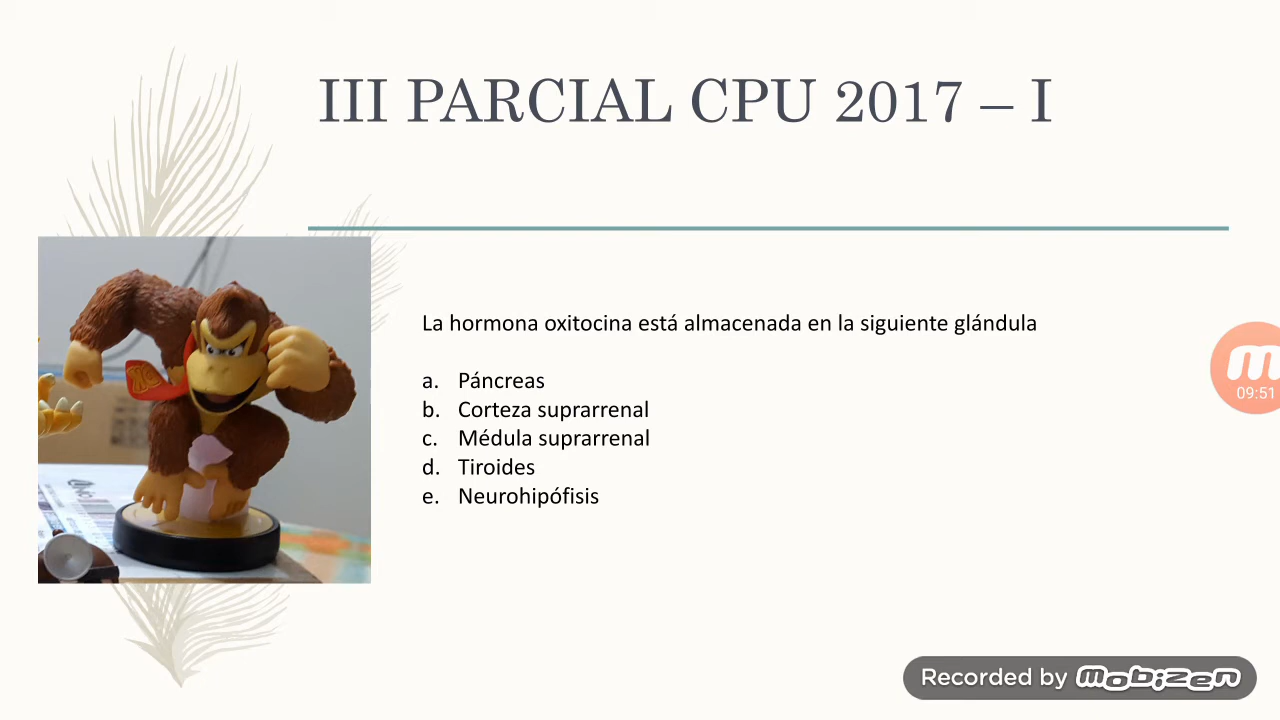 III PARCIAL CPU 2017 – I
La hormona oxitocina está almacenada en la siguiente glándula
a. Páncreas
b. Corteza suprarrenal
c. Médula suprarrenal
d. Tiroides
e. Neurohipófisis
09:51
Recorded by mobizen